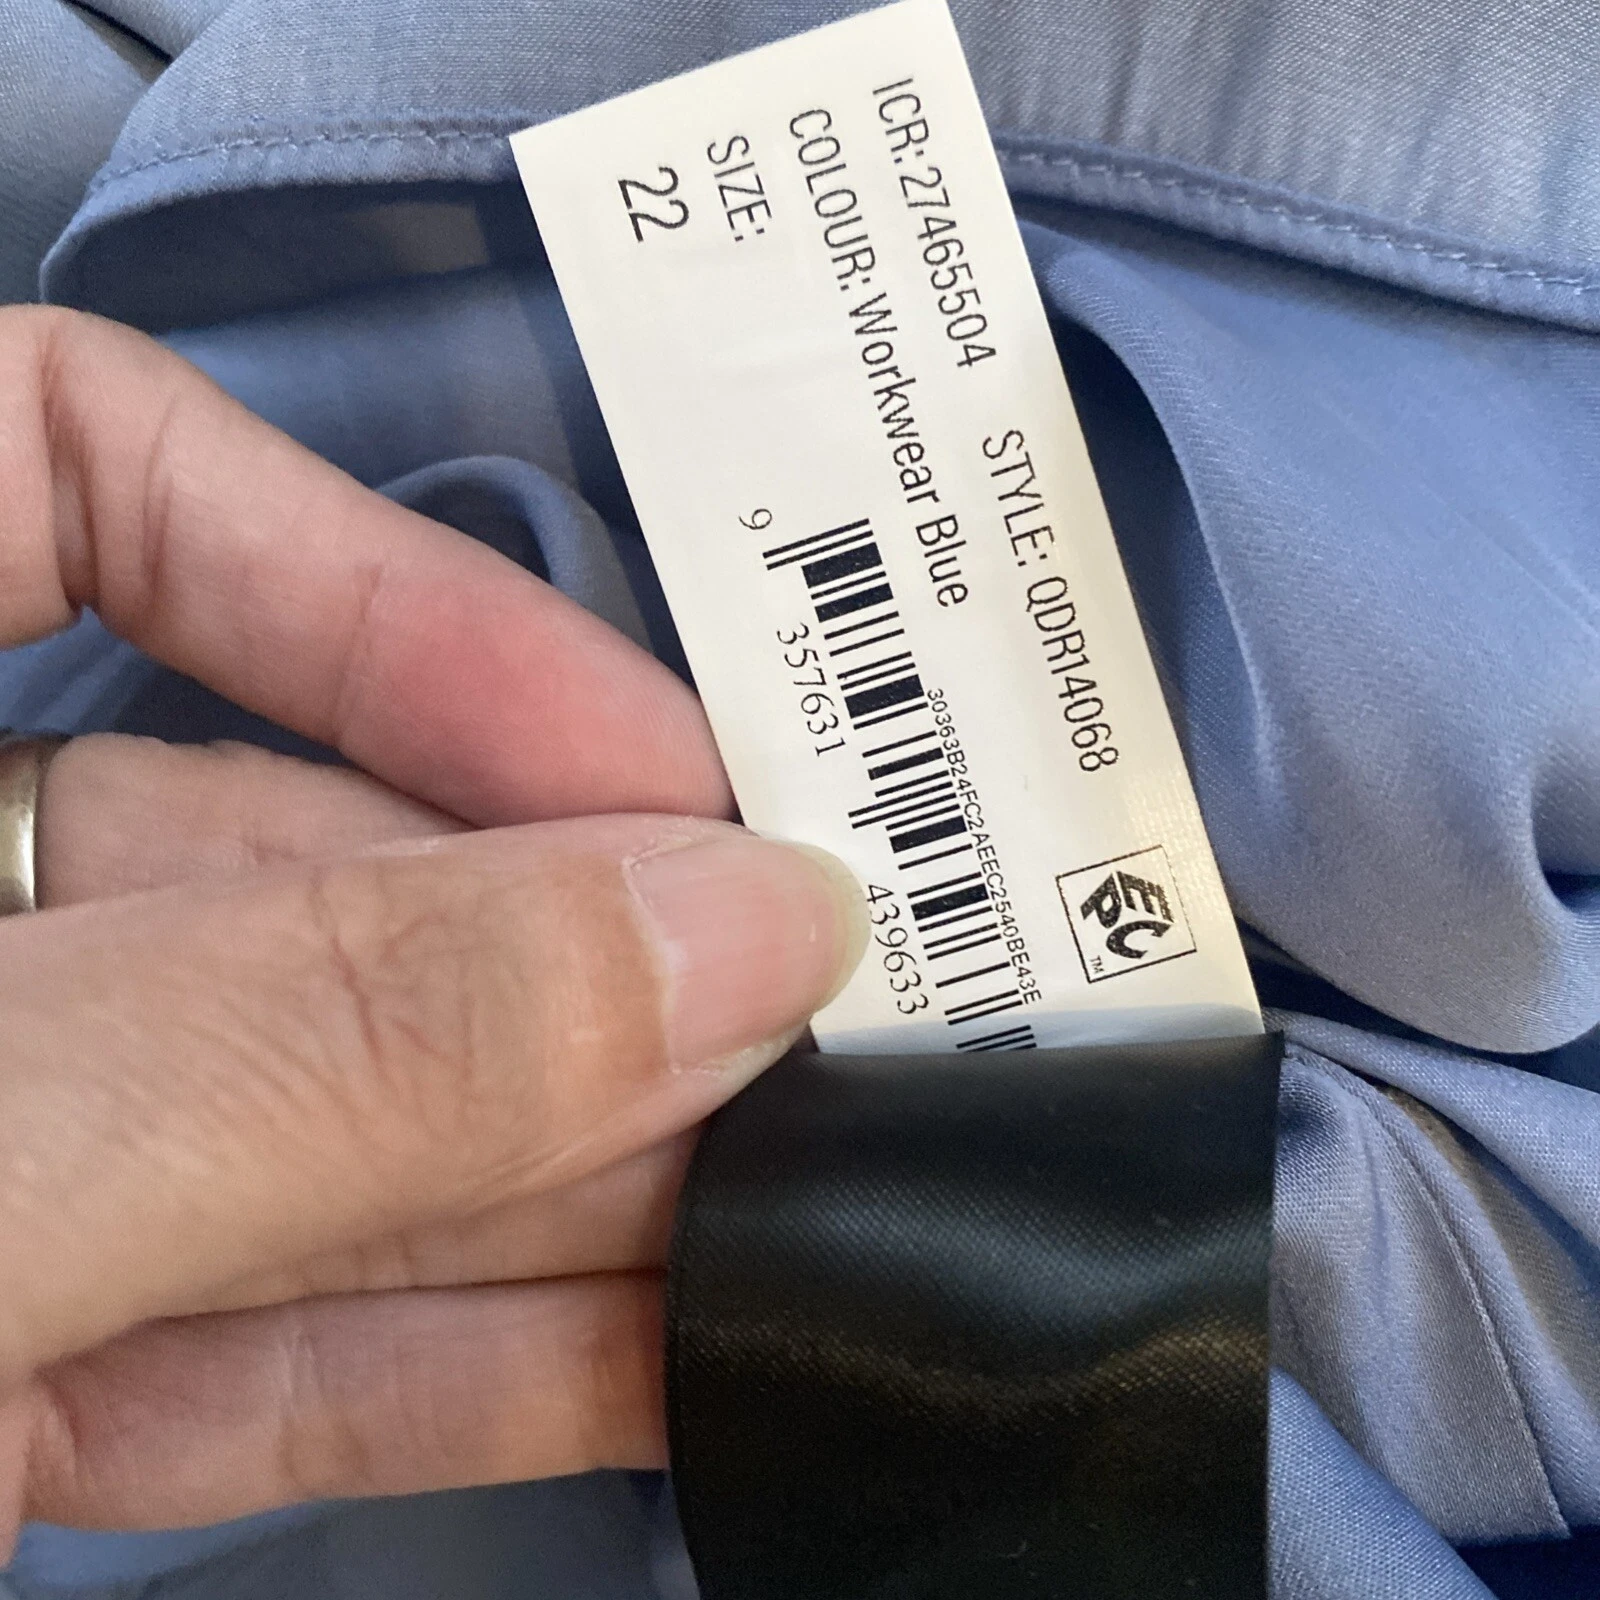 ICR: 27465504 STYLE: QDR14068
COLOUR: Workwear Blue
SIZE:
22
30363B24FC2AEEC2540BE43E
9 357631 439633
EPC
TM